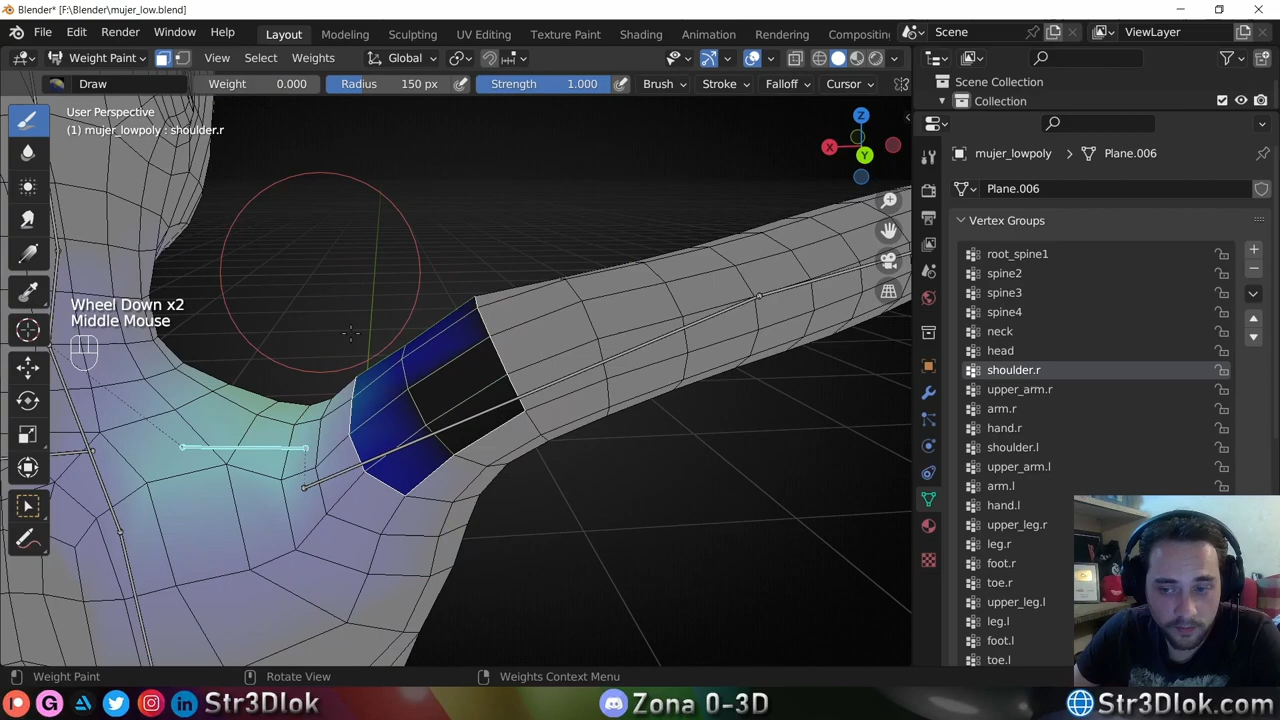 Blender* [F:\Blender\mujer_low.blend]
File Edit Render Window Help Layout Modeling Sculpting UV Editing Texture Paint Shading Animation Rendering Compositing Scene ViewLayer
Weight Paint View Select Weights Global
Draw Weight 0.000 Radius 150 px Strength 1.000 Brush Stroke Falloff Cursor
Scene Collection
Collection
User Perspective
(1) mujer_lowpoly : shoulder.r
Z
X
Y
mujer_lowpoly Plane.006
Plane.006
Vertex Groups
root_spine1
spine2
spine3
spine4
neck
head
shoulder.r
upper_arm.r
arm.r
hand.r
shoulder.l
upper_arm.l
arm.l
hand.l
upper_leg.r
leg.r
foot.r
toe.r
upper_leg.l
leg.l
foot.l
toe.l
Wheel Down x2
Middle Mouse
Weight Paint Rotate View Weights Context Menu
Str3Dlok Zona 0-3D Str3Dlok.com